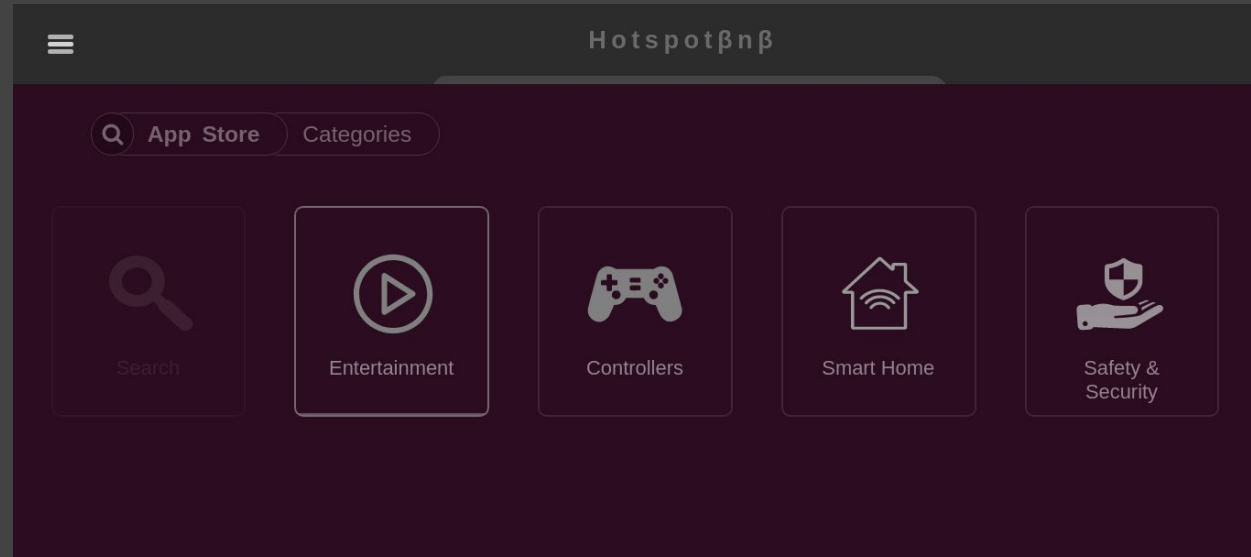 Hotspotβnβ
App Store Categories
Search
Entertainment
Controllers
Smart Home
Safety &
Security